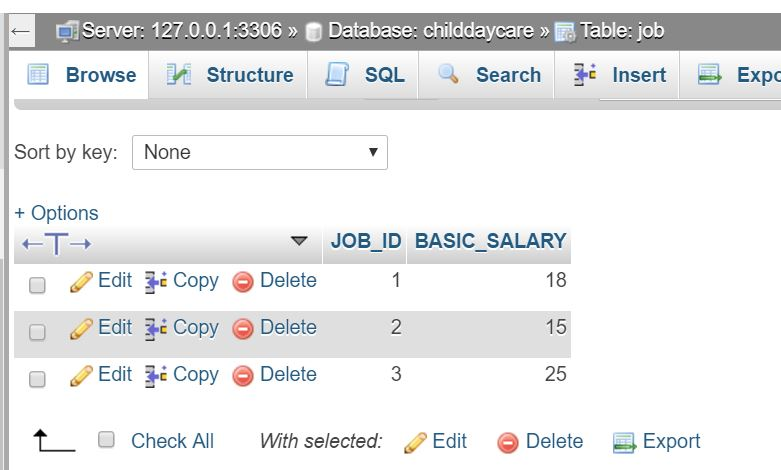 ← Server: 127.0.0.1:3306 » Database: childdaycare » Table: job
Browse Structure SQL Search Insert Expo
Sort by key: None
+ Options
←T→ JOB_ID BASIC_SALARY
Edit Copy Delete 1 18
Edit Copy Delete 2 15
Edit Copy Delete 3 25
Check All With selected: Edit Delete Export